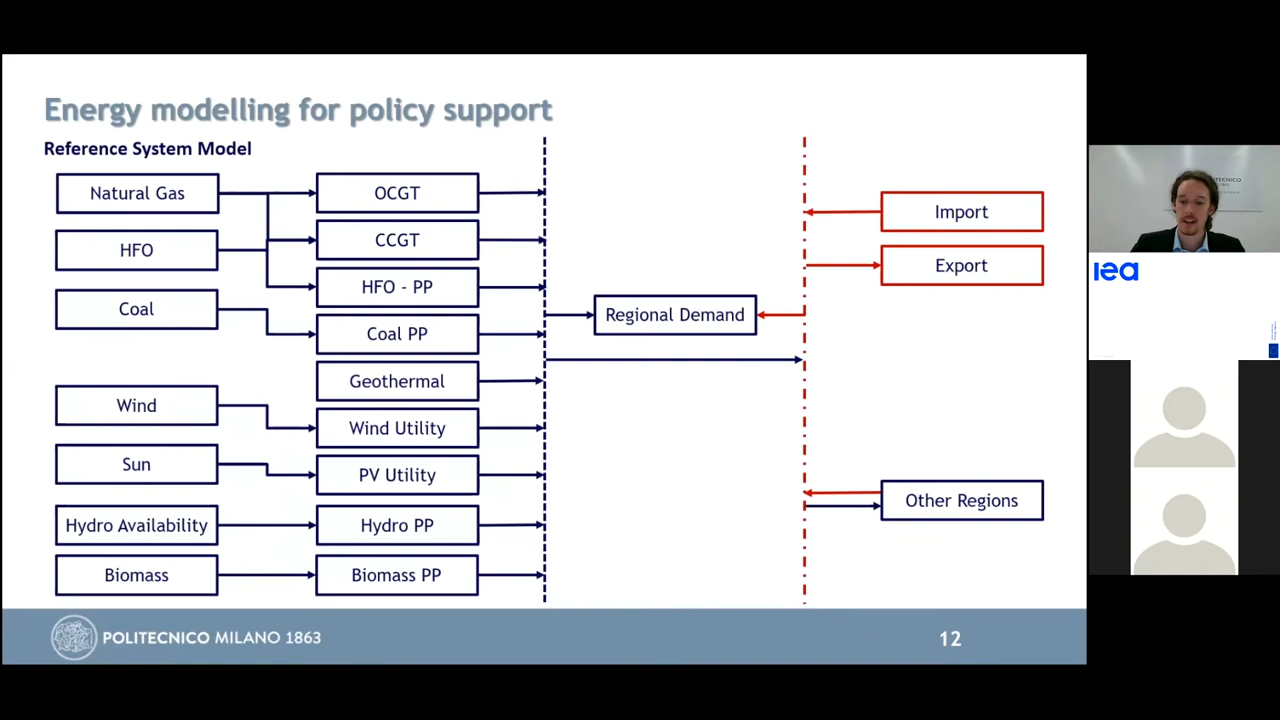 Energy modelling for policy support
Reference System Model
Natural Gas
HFO
Coal
Wind
Sun
Hydro Availability
Biomass
OCGT
CCGT
HFO - PP
Coal PP
Geothermal
Wind Utility
PV Utility
Hydro PP
Biomass PP
Regional Demand
Import
Export
Other Regions
POLITECNICO MILANO 1863
12
iea